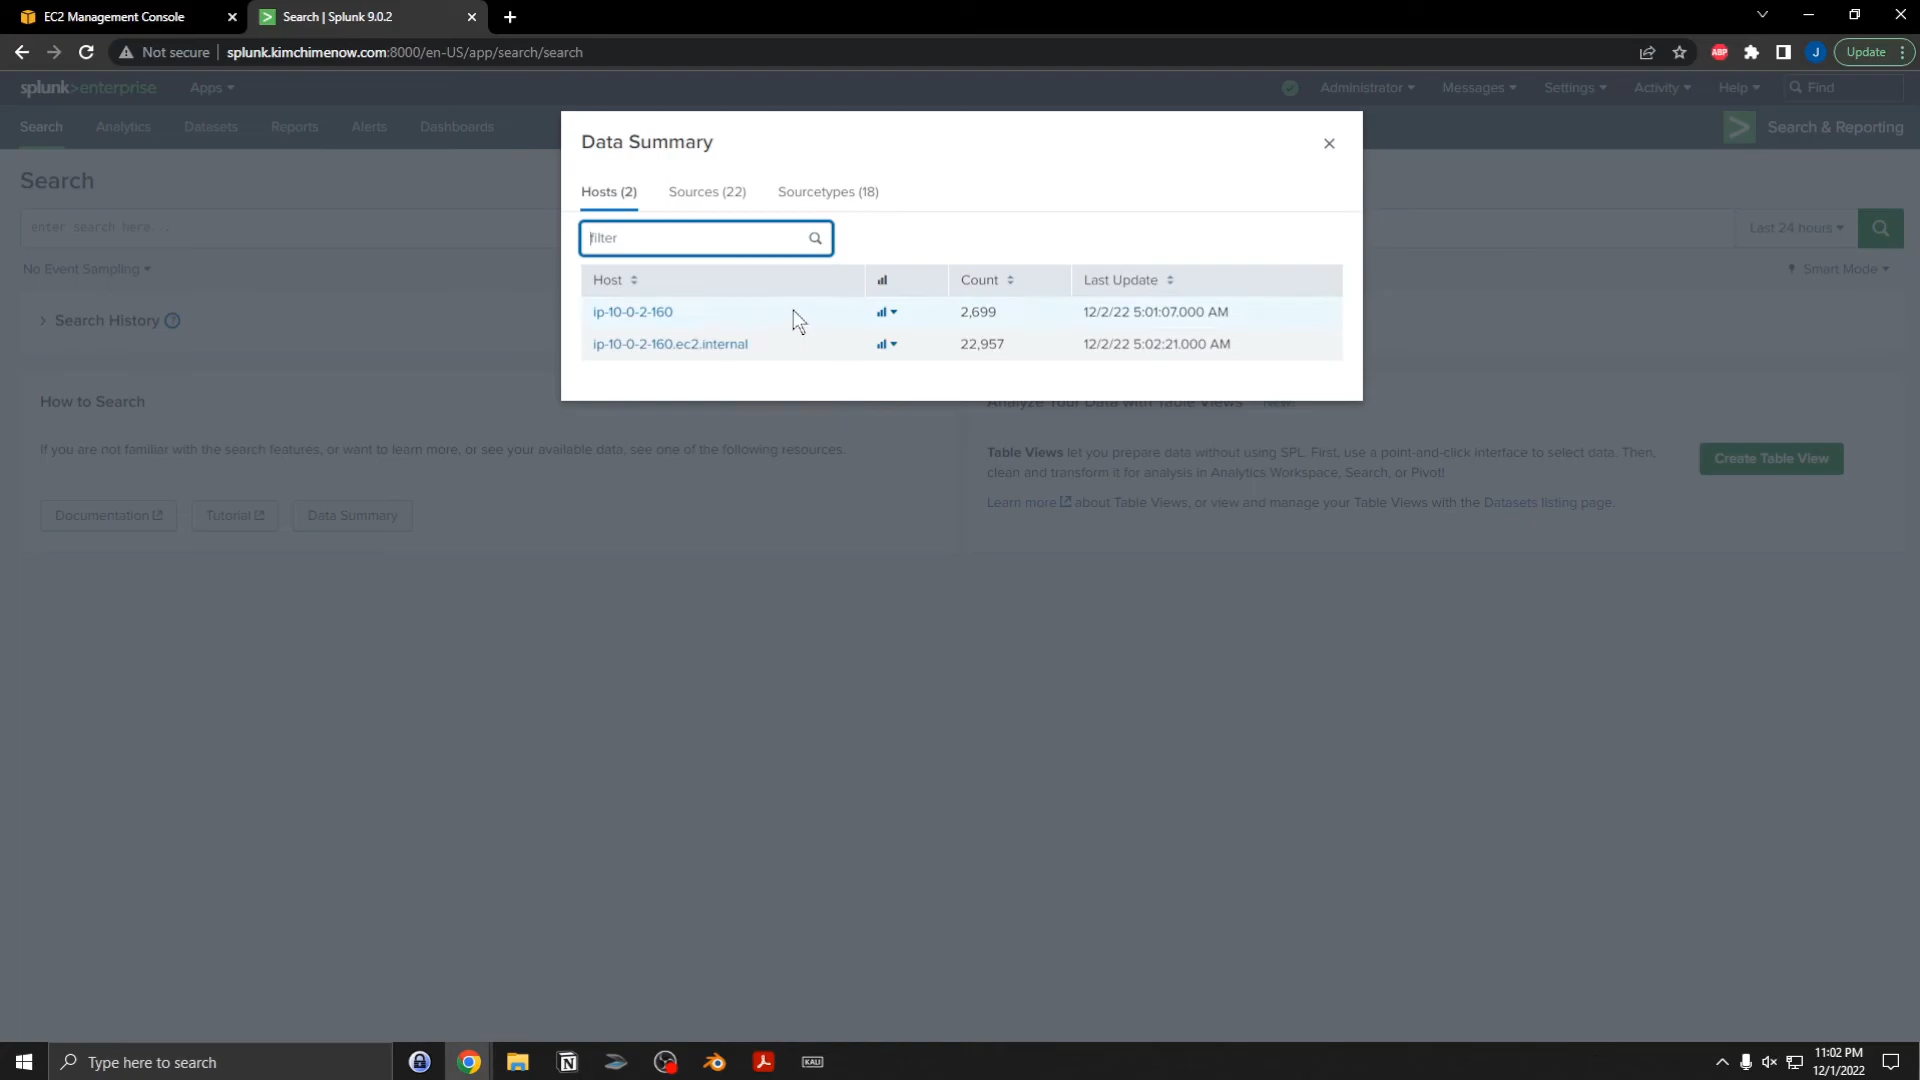 EC2 Management Console
Search | Splunk 9.0.2
Not secure
splunk.kimchimenow.com:8000/en-US/app/search/search
ABP
J
Update
splunk>enterprise
Apps
Administrator
Messages
Settings
Activity
Help
Find
Search
Analytics
Datasets
Reports
Alerts
Dashboards
Search & Reporting
Search
enter search here...
Last 24 hours
No Event Sampling
Smart Mode
Search History
Data Summary
Hosts (2)
Sources (22)
Sourcetypes (18)
filter
Host
Count
Last Update
ip-10-0-2-160
2,699
12/2/22 5:01:07.000 AM
ip-10-0-2-160.ec2.internal
22,957
12/2/22 5:02:21.000 AM
How to Search
If you are not familiar with the search features, or want to learn more, or see your available data, see one of the following resources.
Documentation
Tutorial
Data Summary
Analyze Your Data with Table Views
Table Views let you prepare data without using SPL. First, use a point-and-click interface to select data. Then,
clean and transform it for analysis in Analytics Workspace, Search, or Pivot!
Learn more about Table Views, or view and manage your Table Views with the Datasets listing page.
Create Table View
Type here to search
KALI
11:02 PM
12/1/2022